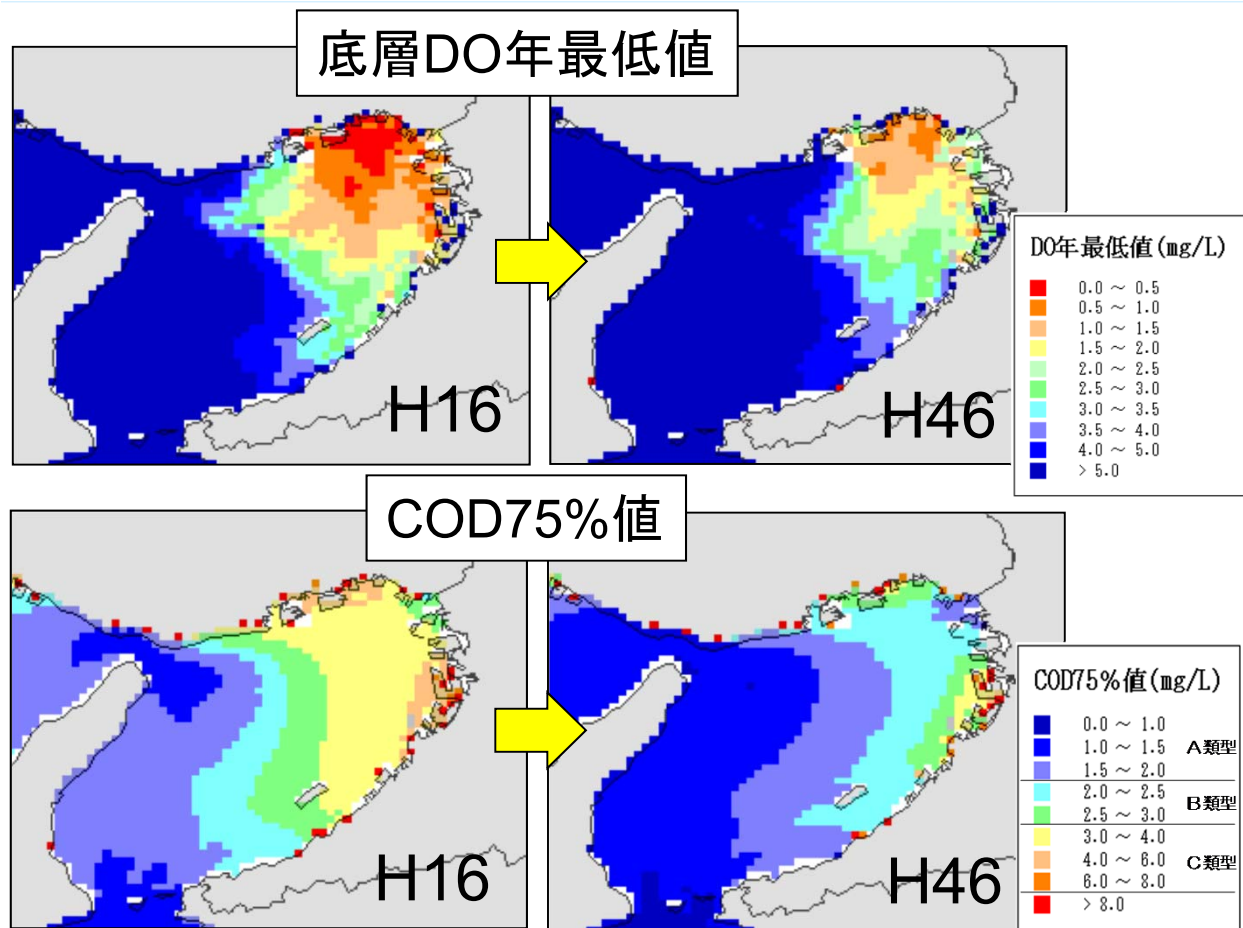 底層DO年最低値
H16
H46
DO年最低値(mg/L)
0.0 ～ 0.5
0.5 ～ 1.0
1.0 ～ 1.5
1.5 ～ 2.0
2.0 ～ 2.5
2.5 ～ 3.0
3.0 ～ 3.5
3.5 ～ 4.0
4.0 ～ 5.0
> 5.0
COD75%値
H16
H46
COD75%値(mg/L)
0.0 ～ 1.0
1.0 ～ 1.5 A類型
1.5 ～ 2.0
2.0 ～ 2.5
2.5 ～ 3.0 B類型
3.0 ～ 4.0
4.0 ～ 6.0 C類型
6.0 ～ 8.0
> 8.0